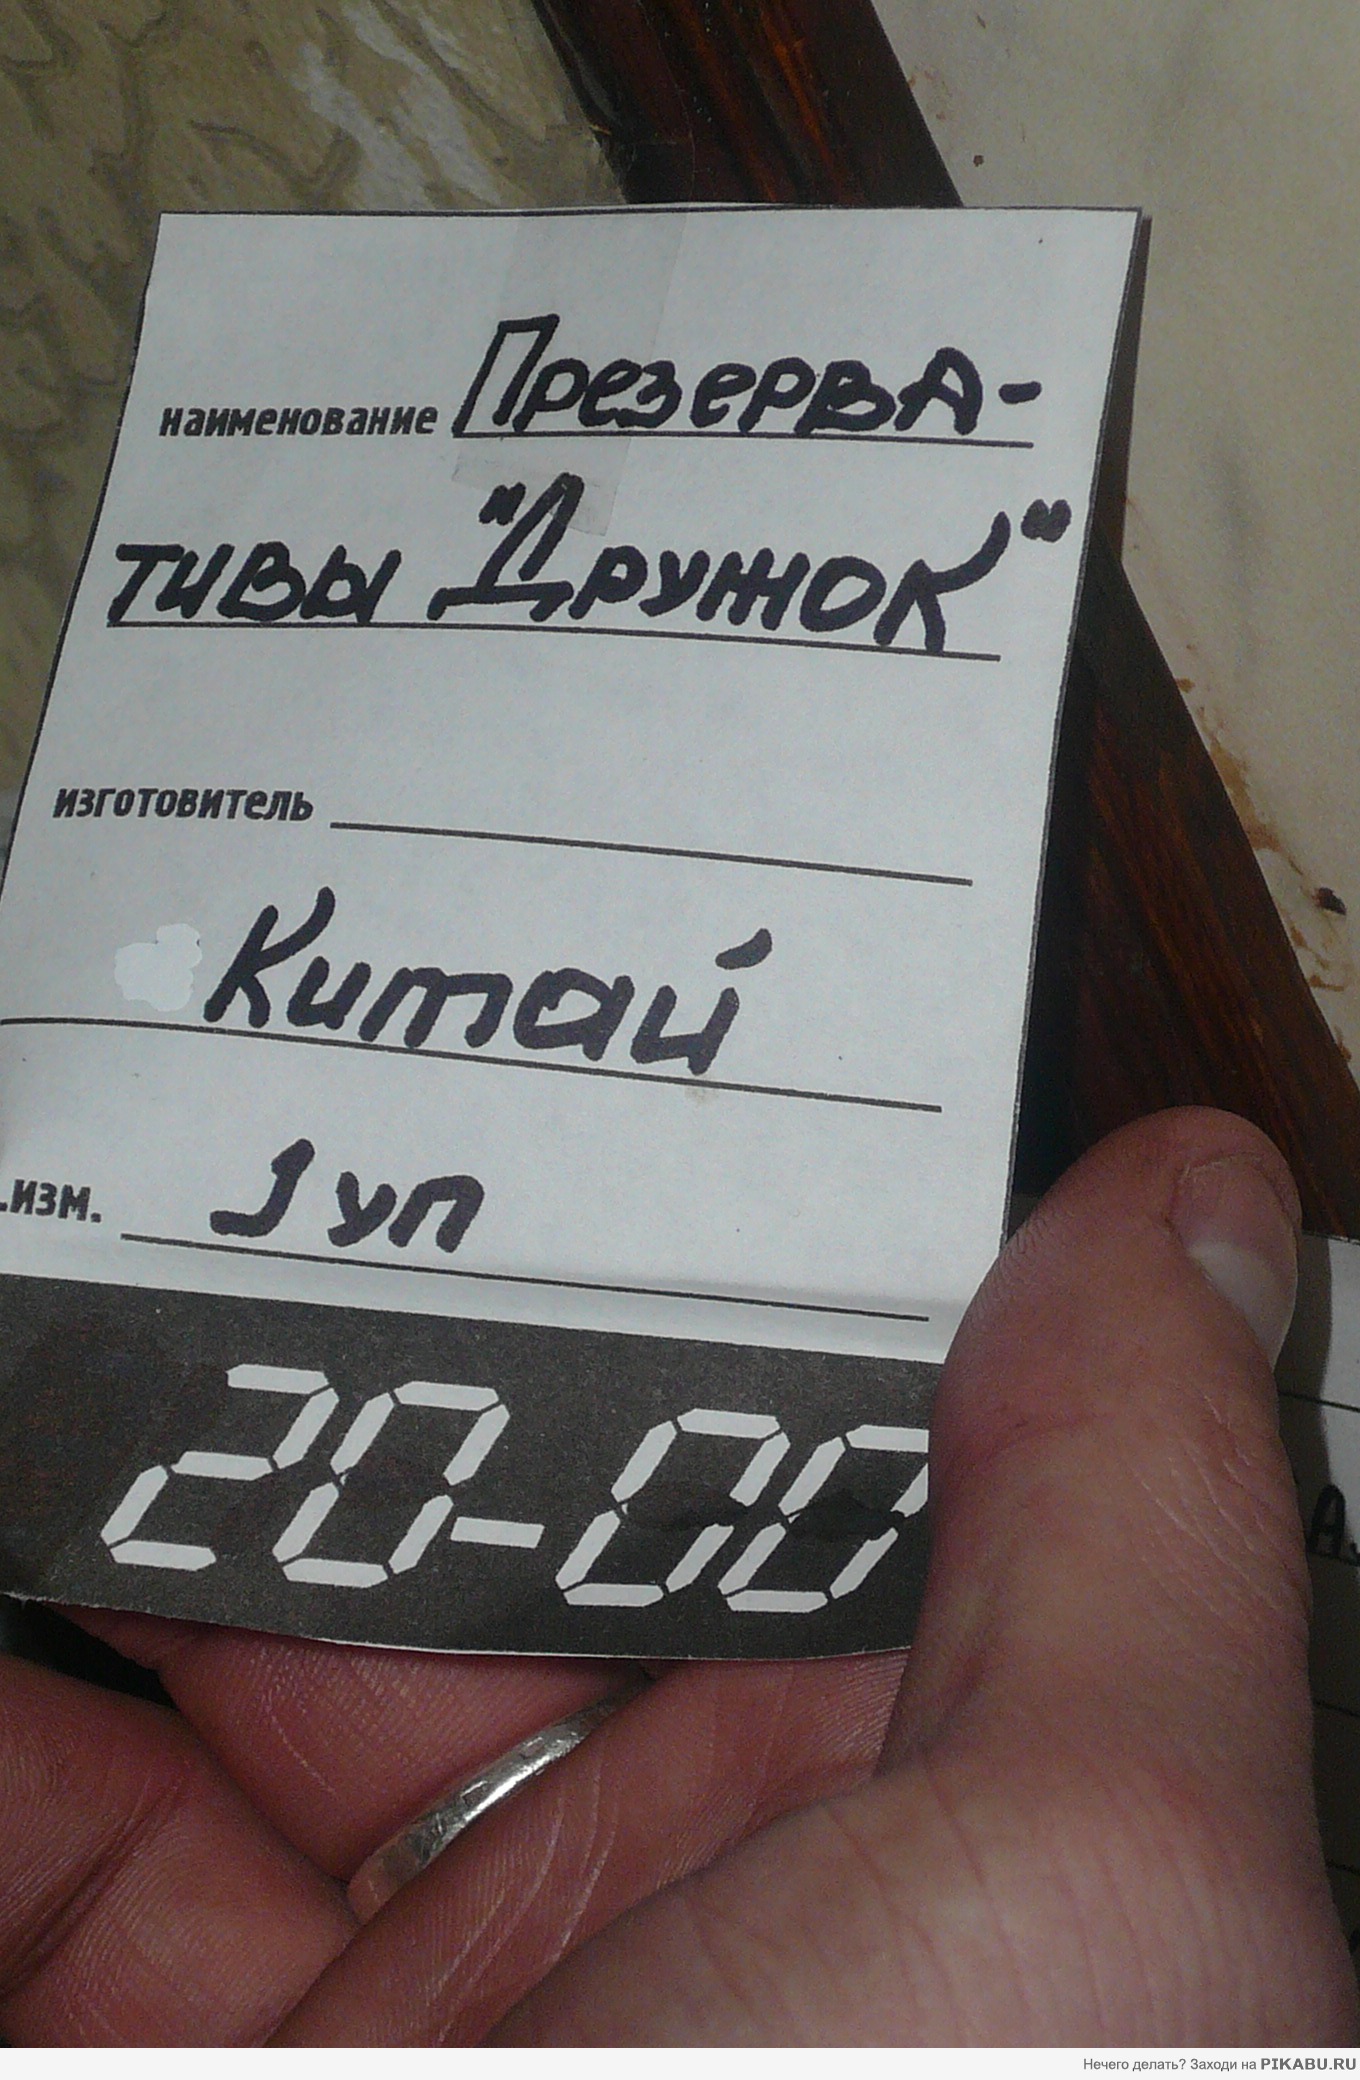 наименование Презерва-
тивы "Дружок"
изготовитель
Китай
.изм. 1 уп
20-00
Нечего делать? Заходи на PIKABU.RU